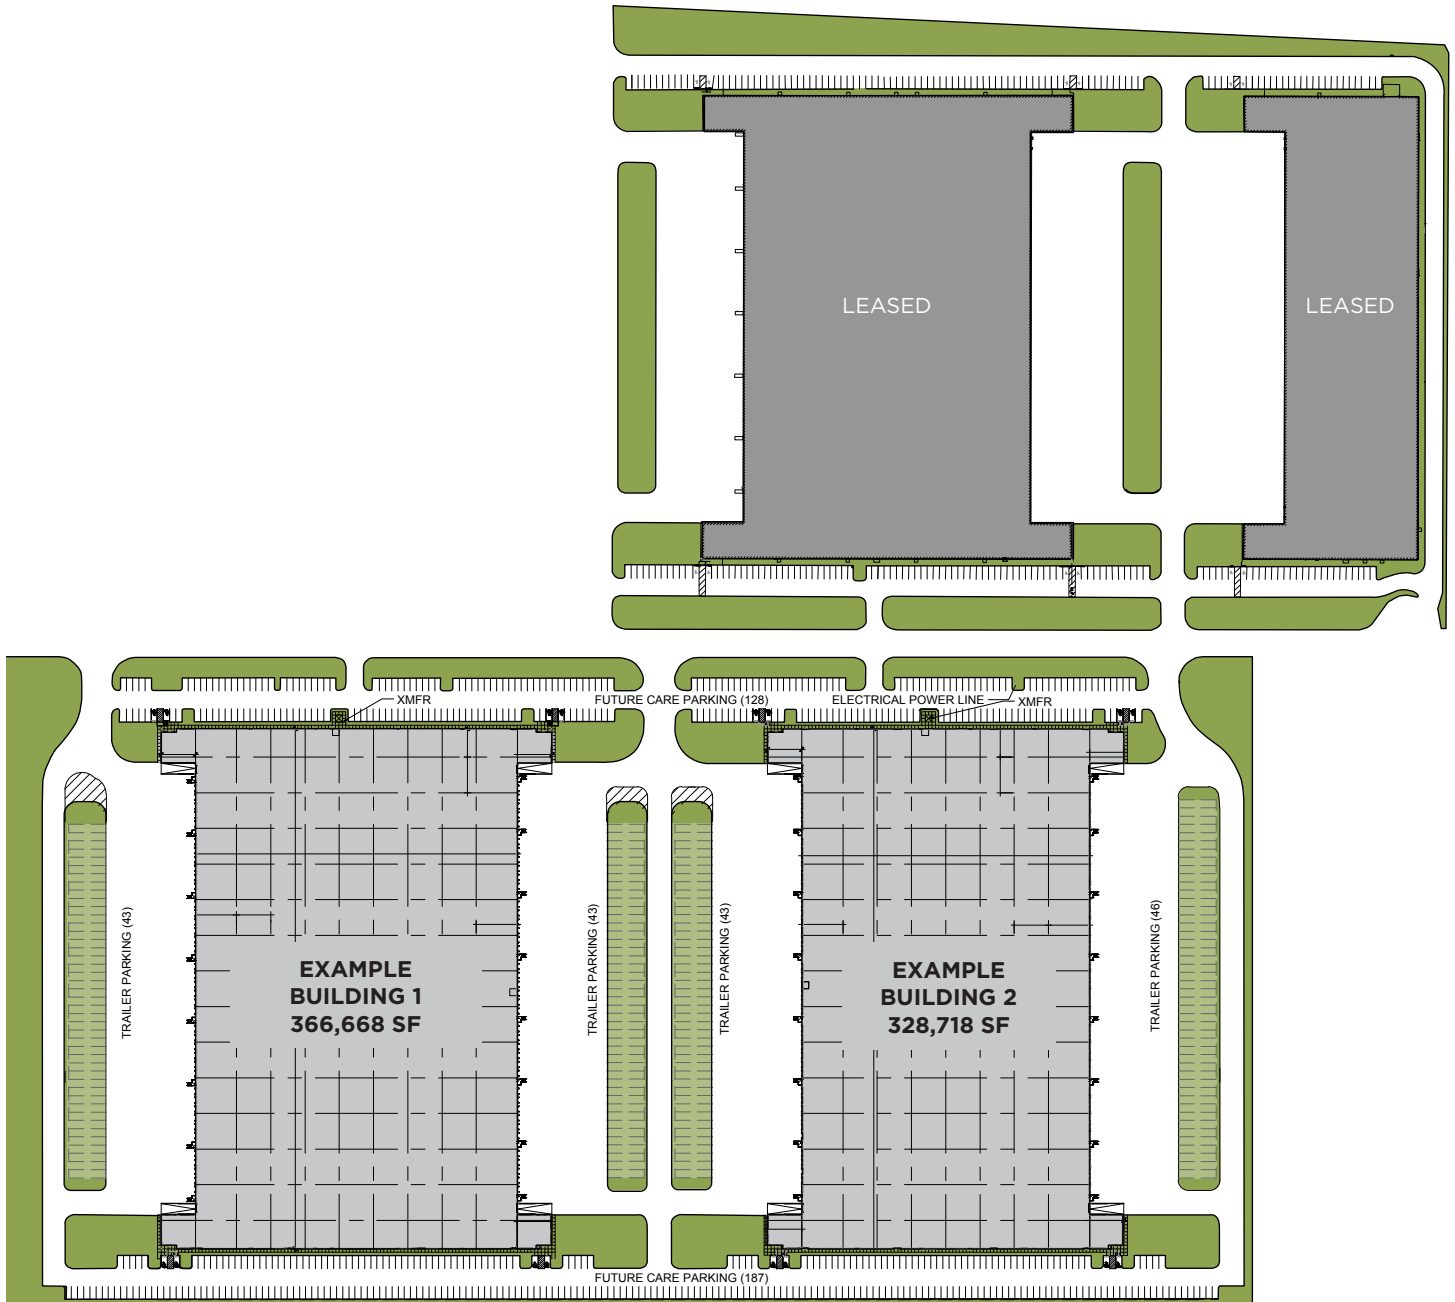 LEASED
LEASED
XMFR
FUTURE CARE PARKING (128)
ELECTRICAL POWER LINE
XMFR
TRAILER PARKING (43)
EXAMPLE
BUILDING 1
366,668 SF
TRAILER PARKING (43)
TRAILER PARKING (43)
EXAMPLE
BUILDING 2
328,718 SF
TRAILER PARKING (46)
FUTURE CARE PARKING (187)